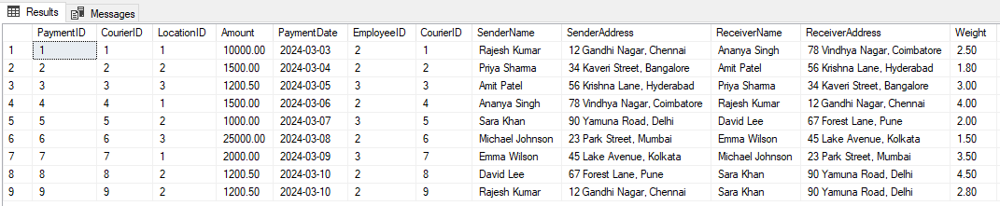 Results Messages
PaymentID CourierID LocationID Amount PaymentDate EmployeeID CourierID SenderName SenderAddress ReceiverName ReceiverAddress Weight
1 1 1 1 10000.00 2024-03-03 2 1 Rajesh Kumar 12 Gandhi Nagar, Chennai Ananya Singh 78 Vindhya Nagar, Coimbatore 2.50
2 2 2 2 1500.00 2024-03-04 2 2 Priya Sharma 34 Kaveri Street, Bangalore Amit Patel 56 Krishna Lane, Hyderabad 1.80
3 3 3 3 1200.50 2024-03-05 3 3 Amit Patel 56 Krishna Lane, Hyderabad Priya Sharma 34 Kaveri Street, Bangalore 3.00
4 4 4 1 1500.00 2024-03-06 2 4 Ananya Singh 78 Vindhya Nagar, Coimbatore Rajesh Kumar 12 Gandhi Nagar, Chennai 4.00
5 5 5 2 1000.00 2024-03-07 3 5 Sara Khan 90 Yamuna Road, Delhi David Lee 67 Forest Lane, Pune 2.00
6 6 6 3 25000.00 2024-03-08 2 6 Michael Johnson 23 Park Street, Mumbai Emma Wilson 45 Lake Avenue, Kolkata 1.50
7 7 7 1 2000.00 2024-03-09 3 7 Emma Wilson 45 Lake Avenue, Kolkata Michael Johnson 23 Park Street, Mumbai 3.50
8 8 8 2 1200.50 2024-03-10 2 8 David Lee 67 Forest Lane, Pune Sara Khan 90 Yamuna Road, Delhi 4.50
9 9 9 2 1200.50 2024-03-10 2 9 Rajesh Kumar 12 Gandhi Nagar, Chennai Sara Khan 90 Yamuna Road, Delhi 2.80